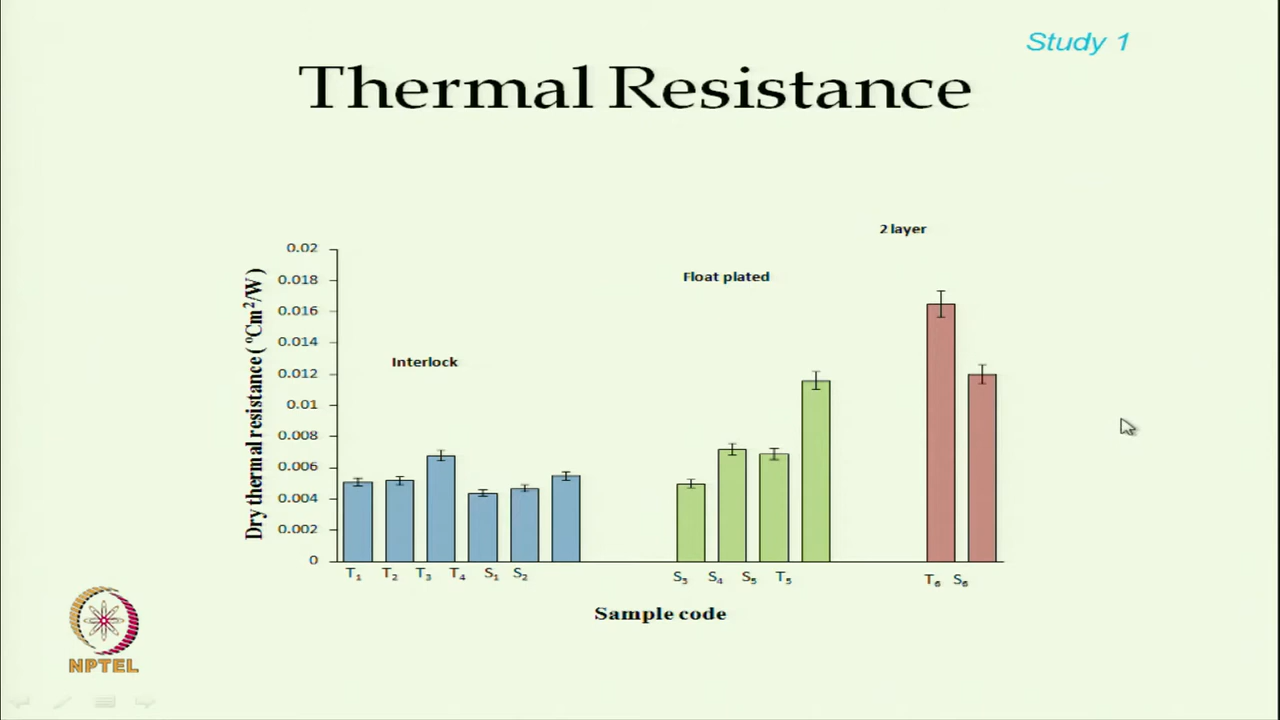 Study 1
Thermal Resistance
2 layer
Float plated
Interlock
Dry thermal resistance ( ⁰Cm²/W )
0.02
0.018
0.016
0.014
0.012
0.01
0.008
0.006
0.004
0.002
0
T₁ T₂ T₃ T₄ S₁ S₂ S₃ S₄ S₅ T₅ T₆ S₆
Sample code
NPTEL